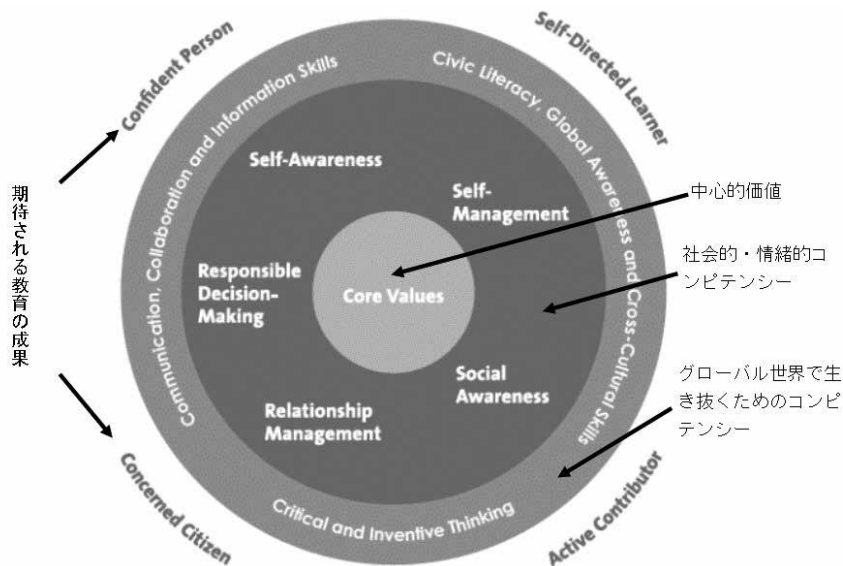 Confident Person
Self-Directed Learner
Communication, Collaboration and Information Skills
Civic Literacy, Global Awareness and Cross-Cultural Skills
Self-Awareness
Self-
Management
Responsible
Decision-
Making
Core Values
Social
Awareness
Relationship
Management
Critical and Inventive Thinking
Concerned Citizen
Active Contributor
期待される教育の成果
中心的価値
社会的・情緒的コ
ンピテンシー
グローバル世界で生
き抜くためのコンピ
テンシー